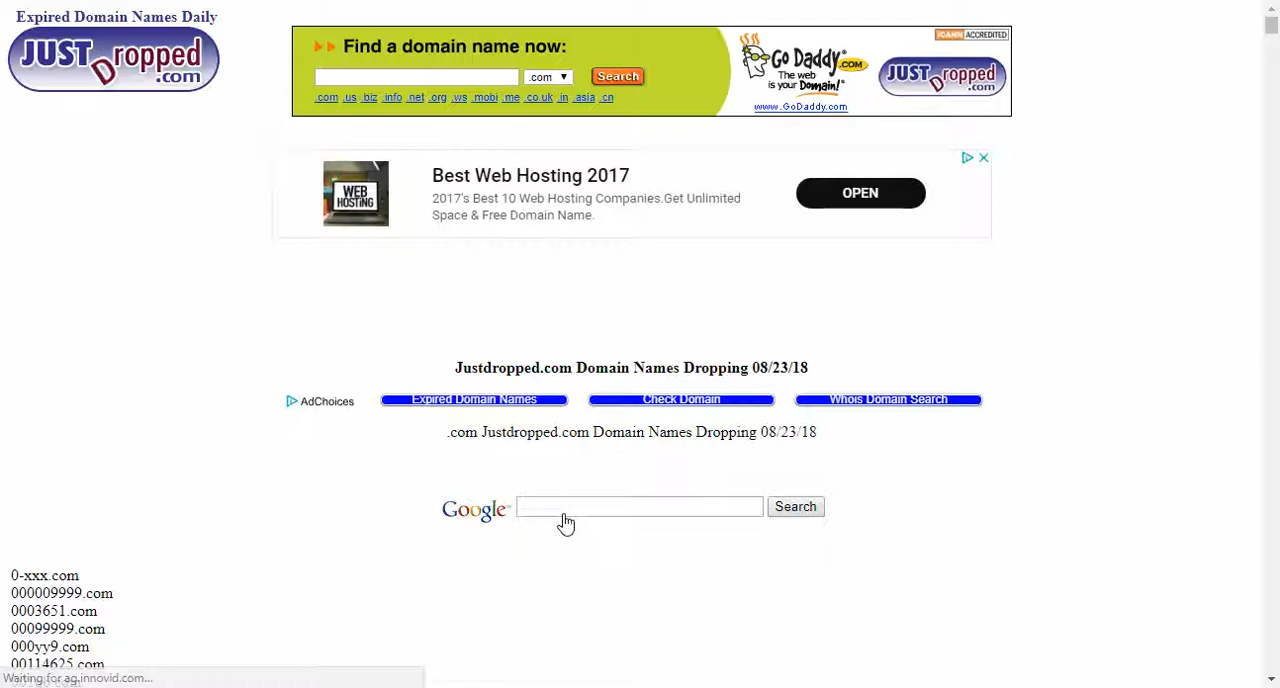 Expired Domain Names Daily
JUST Dropped .com
Find a domain name now:
.com ▼ Search
.com .us .biz .info .net .org .ws .mobi .me .co.uk .in .asia .cn
Go Daddy .COM
The web is your Domain!®
www.GoDaddy.com
ICANN ACCREDITED
JUST Dropped .com
WEB HOSTING
Best Web Hosting 2017
2017's Best 10 Web Hosting Companies.Get Unlimited
Space & Free Domain Name.
OPEN
Justdropped.com Domain Names Dropping 08/23/18
AdChoices Expired Domain Names Check Domain Whois Domain Search
.com Justdropped.com Domain Names Dropping 08/23/18
Google™ Search
0-xxx.com
000009999.com
0003651.com
00099999.com
000yy9.com
00114625.com
Waiting for ag.innovid.com...